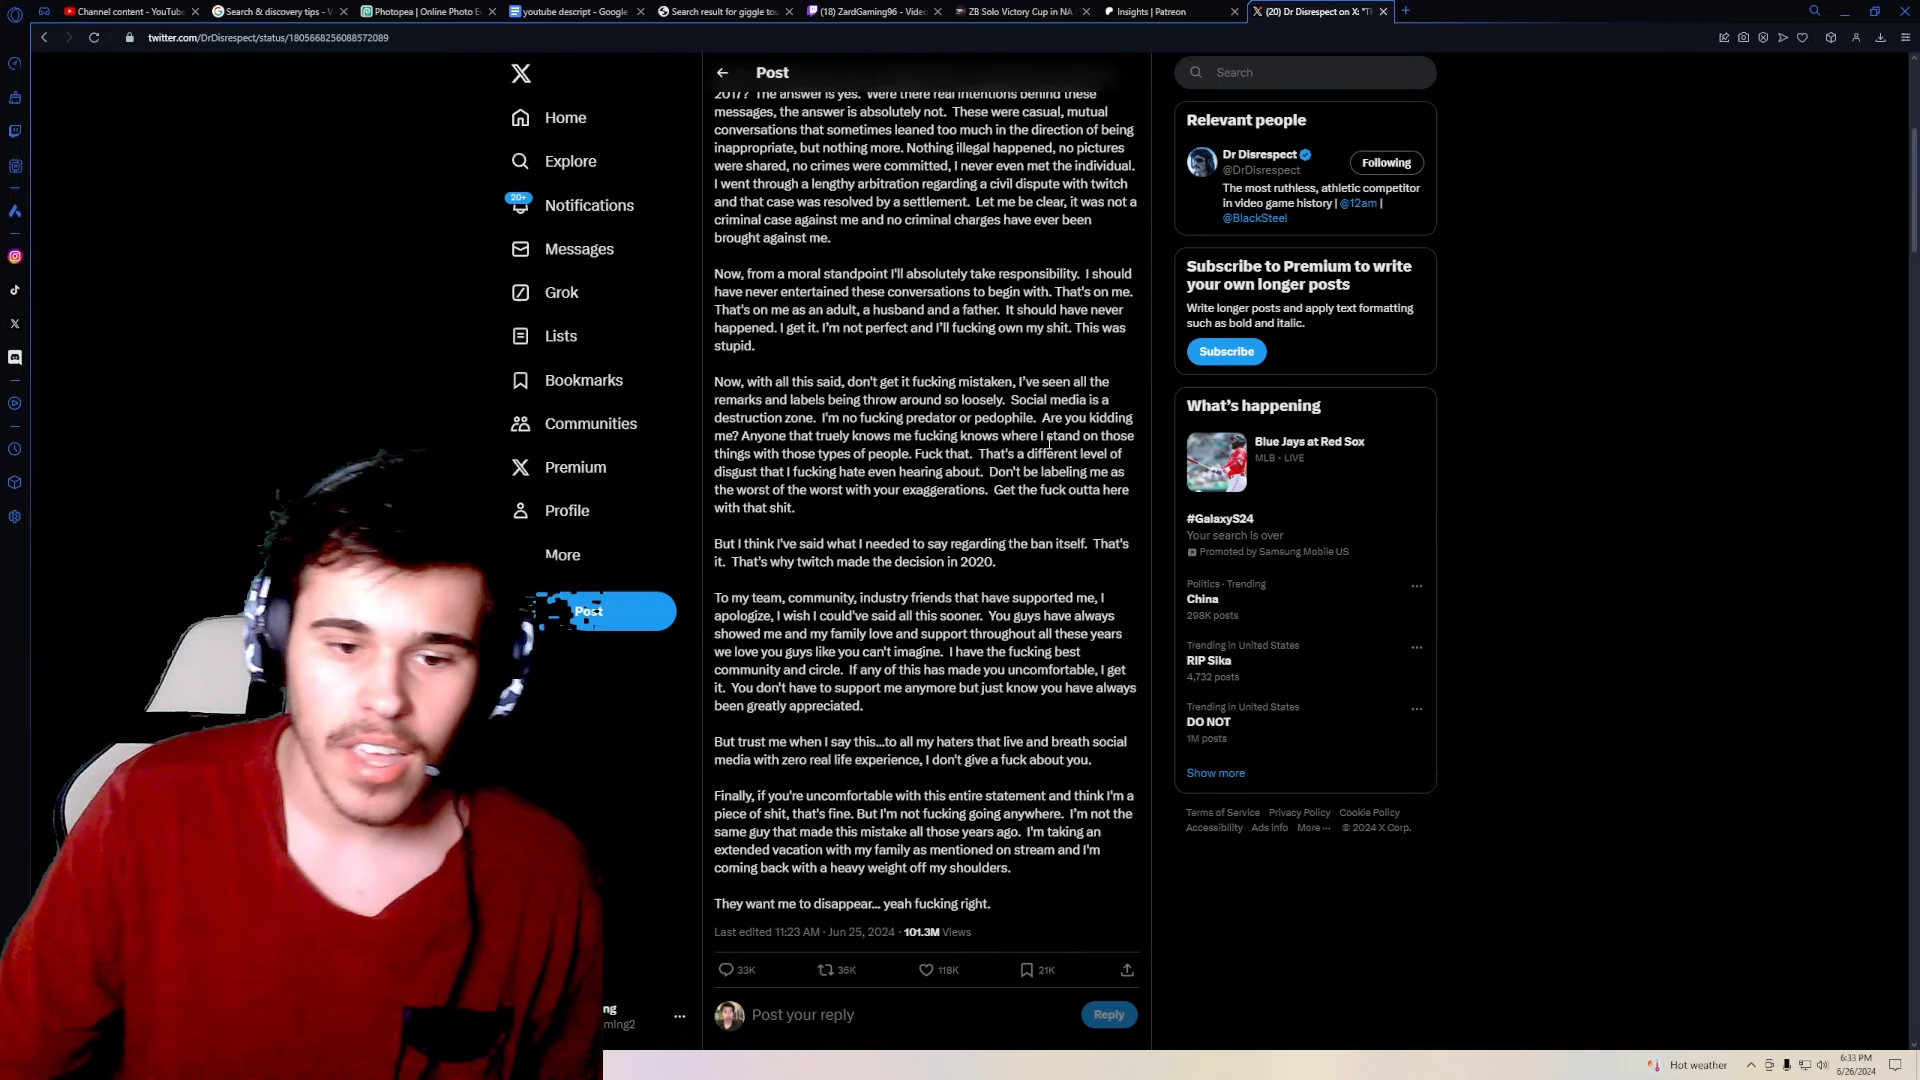 Channel content - YouTube
Search & discovery tips -
Photopea | Online Photo E
youtube descript - Google
Search result for giggle to
(18) ZardGaming96 - Video
ZB Solo Victory Cup in NA
Insights | Patreon
(20) Dr Disrespect on X: "T
twitter.com/DrDisrespect/status/1805668256088572089
Home
Explore
20+
Notifications
Messages
Grok
Lists
Bookmarks
Communities
Premium
Profile
More
Post
ng
ming2
Post
2017? The answer is yes. Were there real intentions behind these
messages, the answer is absolutely not. These were casual, mutual
conversations that sometimes leaned too much in the direction of being
inappropriate, but nothing more. Nothing illegal happened, no pictures
were shared, no crimes were committed, I never even met the individual.
I went through a lengthy arbitration regarding a civil dispute with twitch
and that case was resolved by a settlement. Let me be clear, it was not a
criminal case against me and no criminal charges have ever been
brought against me.
Now, from a moral standpoint I'll absolutely take responsibility. I should
have never entertained these conversations to begin with. That's on me.
That's on me as an adult, a husband and a father. It should have never
happened. I get it. I'm not perfect and I'll fucking own my shit. This was
stupid.
Now, with all this said, don't get it fucking mistaken, I've seen all the
remarks and labels being throw around so loosely. Social media is a
destruction zone. I'm no fucking predator or pedophile. Are you kidding
me? Anyone that truely knows me fucking knows where I stand on those
things with those types of people. Fuck that. That's a different level of
disgust that I fucking hate even hearing about. Don't be labeling me as
the worst of the worst with your exaggerations. Get the fuck outta here
with that shit.
But I think I've said what I needed to say regarding the ban itself. That's
it. That's why twitch made the decision in 2020.
To my team, community, industry friends that have supported me, I
apologize, I wish I could've said all this sooner. You guys have always
showed me and my family love and support throughout all these years
we love you guys like you can't imagine. I have the fucking best
community and circle. If any of this has made you uncomfortable, I get
it. You don't have to support me anymore but just know you have always
been greatly appreciated.
But trust me when I say this...to all my haters that live and breath social
media with zero real life experience, I don't give a fuck about you.
Finally, if you're uncomfortable with this entire statement and think I'm a
piece of shit, that's fine. But I'm not fucking going anywhere. I'm not the
same guy that made this mistake all those years ago. I'm taking an
extended vacation with my family as mentioned on stream and I'm
coming back with a heavy weight off my shoulders.
They want me to disappear... yeah fucking right.
Last edited 11:23 AM · Jun 25, 2024 · 101.3M Views
33K 36K 118K 21K
Post your reply
Reply
Search
Relevant people
Dr Disrespect
@DrDisrespect
Following
The most ruthless, athletic competitor
in video game history | @12am |
@BlackSteel
Subscribe to Premium to write
your own longer posts
Write longer posts and apply text formatting
such as bold and italic.
Subscribe
What's happening
Blue Jays at Red Sox
MLB · LIVE
#GalaxyS24
Your search is over
Promoted by Samsung Mobile US
Politics · Trending
China
298K posts
Trending in United States
RIP Sika
4,732 posts
Trending in United States
DO NOT
1M posts
Show more
Terms of Service Privacy Policy Cookie Policy
Accessibility Ads info More ··· © 2024 X Corp.
Hot weather
6:33 PM
6/26/2024